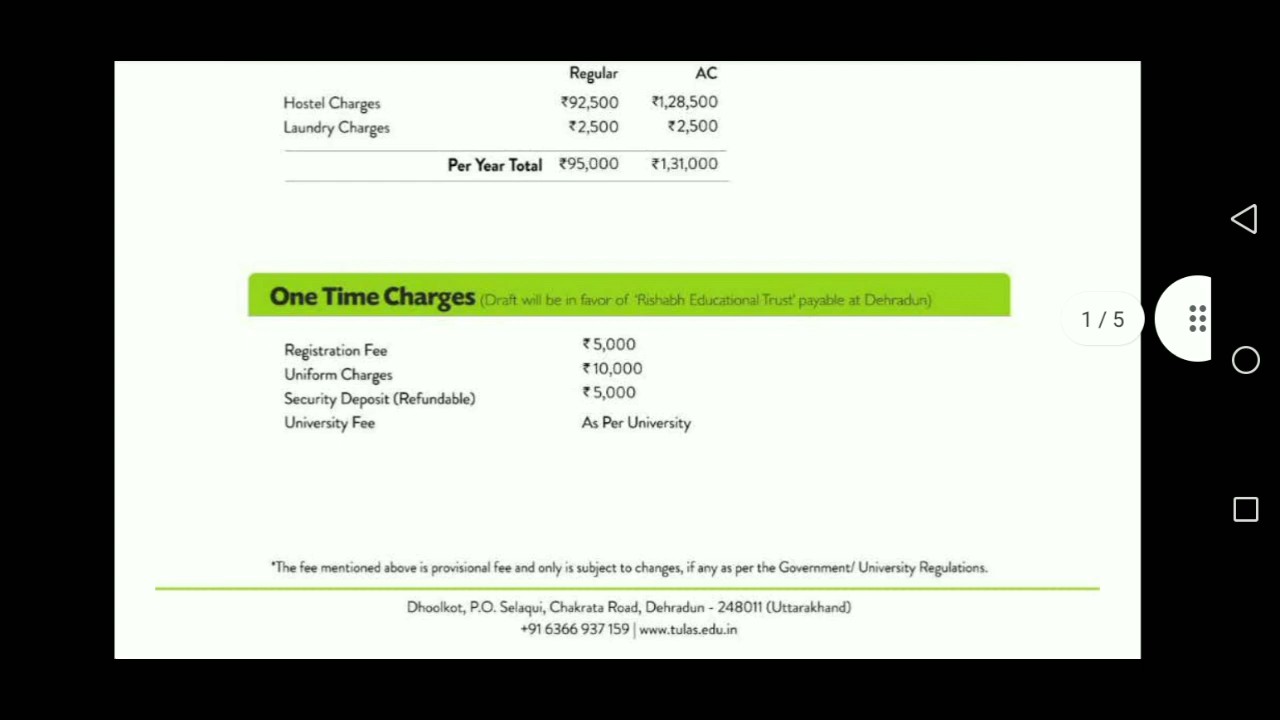 Regular AC
Hostel Charges ₹92,500 ₹1,28,500
Laundry Charges ₹2,500 ₹2,500
Per Year Total ₹95,000 ₹1,31,000
One Time Charges (Draft will be in favor of 'Rishabh Educational Trust' payable at Dehradun)
Registration Fee ₹5,000
Uniform Charges ₹10,000
Security Deposit (Refundable) ₹5,000
University Fee As Per University
1 / 5
*The fee mentioned above is provisional fee and only is subject to changes, if any as per the Government/ University Regulations.
Dhoolkot, P.O. Selaqui, Chakrata Road, Dehradun - 248011 (Uttarakhand)
+91 6366 937 159 | www.tulas.edu.in